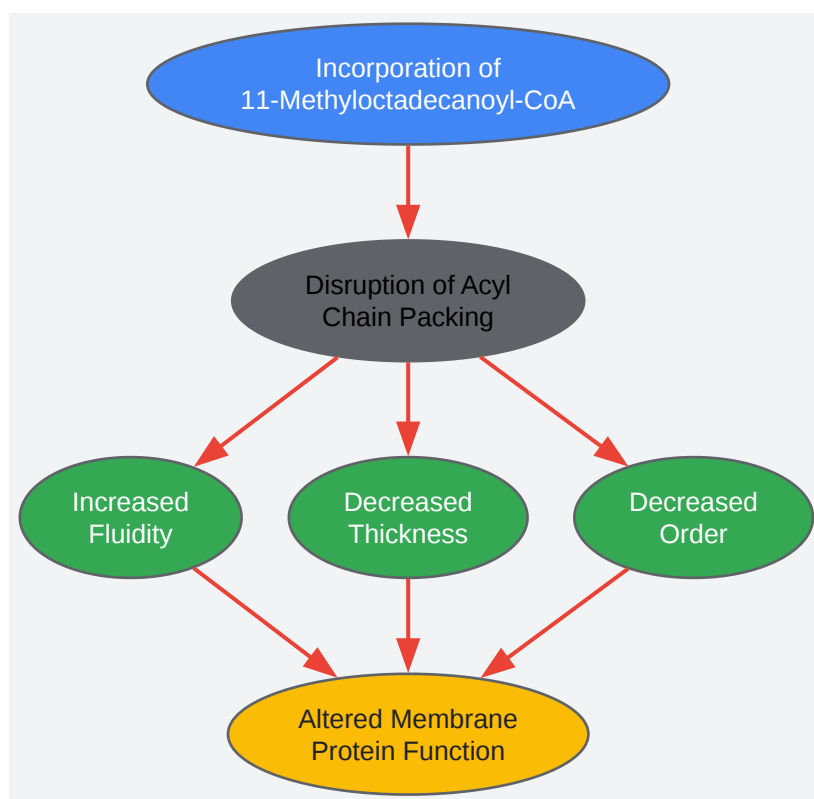 Incorporation of
11-Methyloctadecanoyl-CoA
Disruption of Acyl
Chain Packing
Increased
Fluidity
Decreased
Thickness
Decreased
Order
Altered Membrane
Protein Function